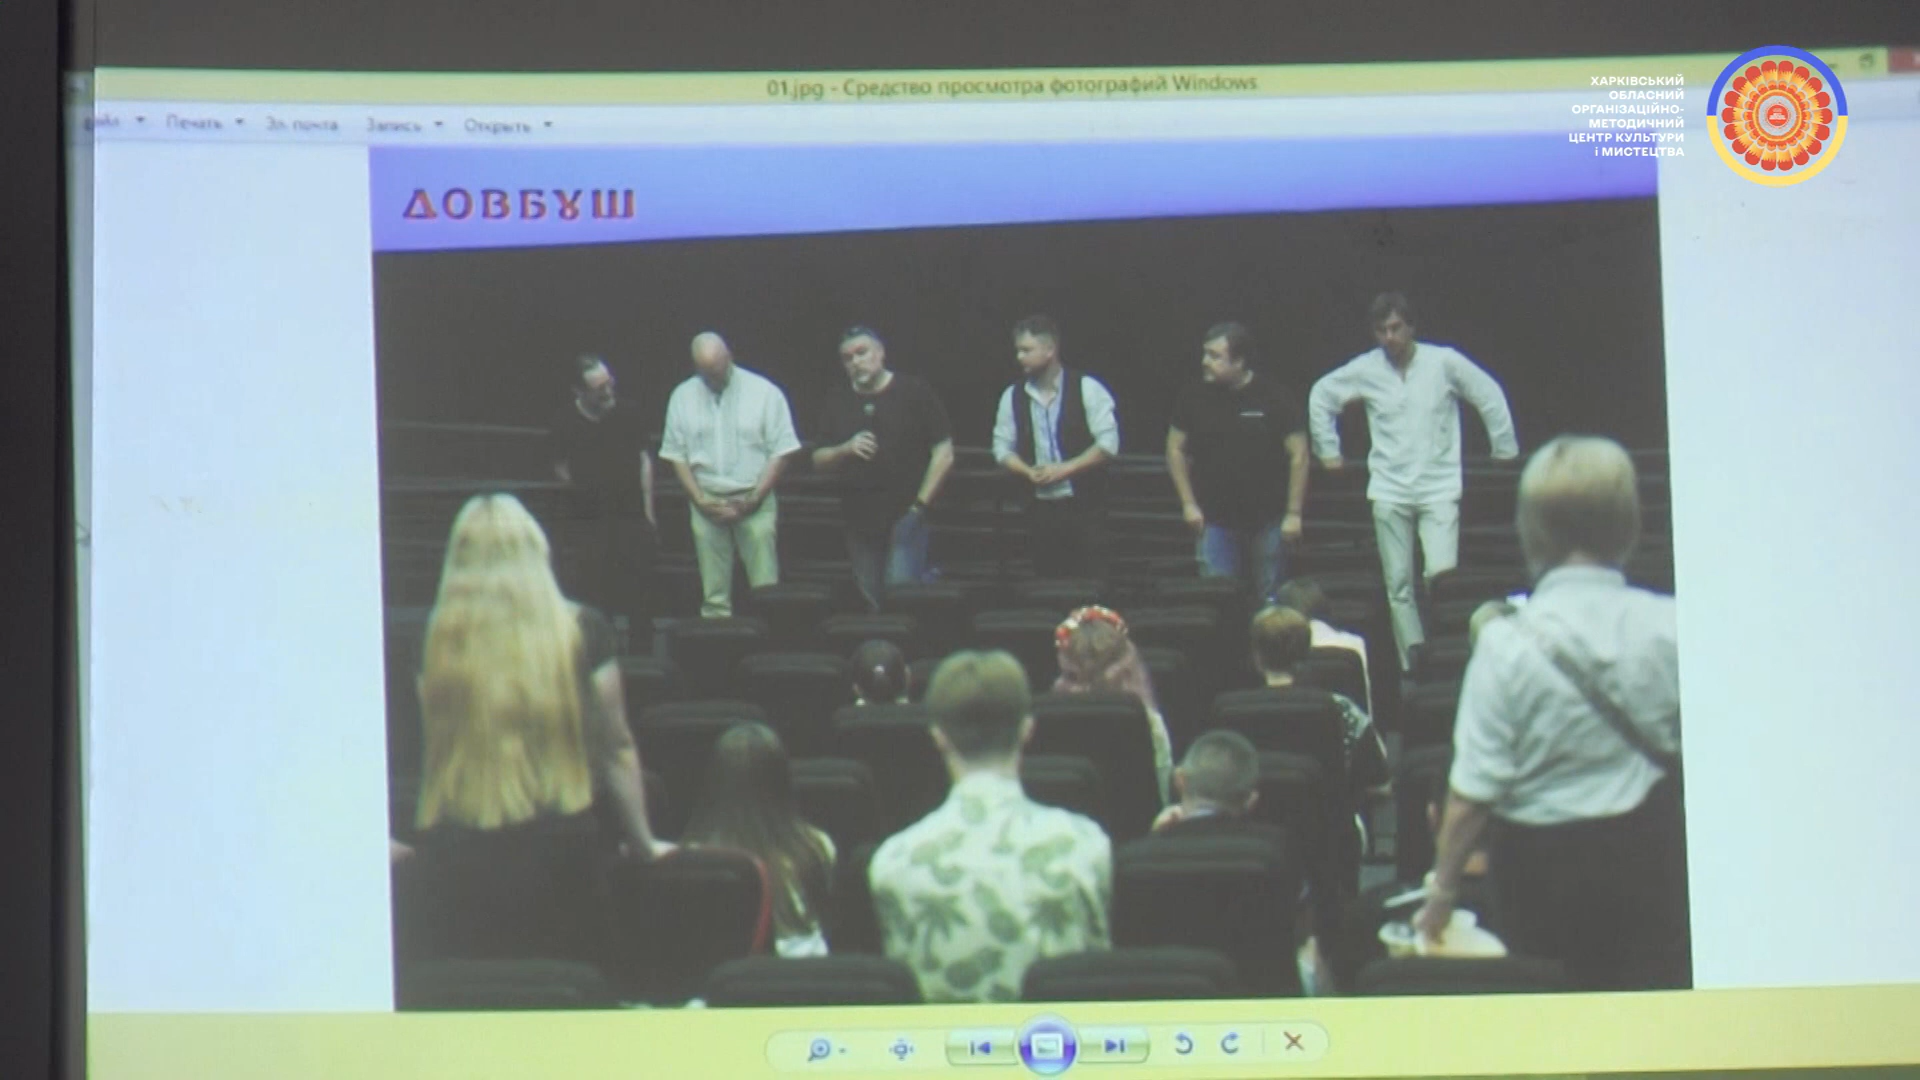 01.jpg - Средство просмотра фотографий Windows
Печать
Эл. почта
Запись
Открыть
ХАРКІВСЬКИЙ
ОБЛАСНИЙ
ОРГАНІЗАЦІЙНО-
МЕТОДИЧНИЙ
ЦЕНТР КУЛЬТУРИ
і МИСТЕЦТВА
ДОВБУШ